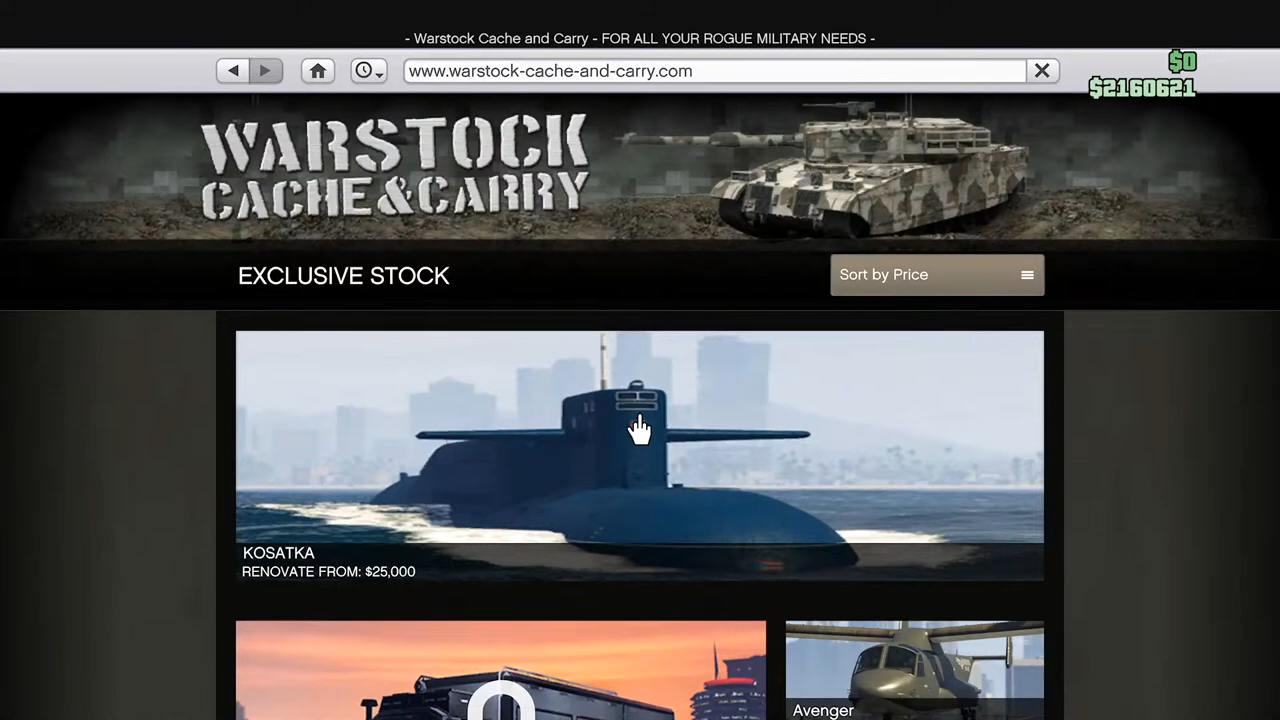 - Warstock Cache and Carry - FOR ALL YOUR ROGUE MILITARY NEEDS -
www.warstock-cache-and-carry.com
$0
$2160621
WARSTOCK
CACHE&CARRY
EXCLUSIVE STOCK
Sort by Price
KOSATKA
RENOVATE FROM: $25,000
Avenger